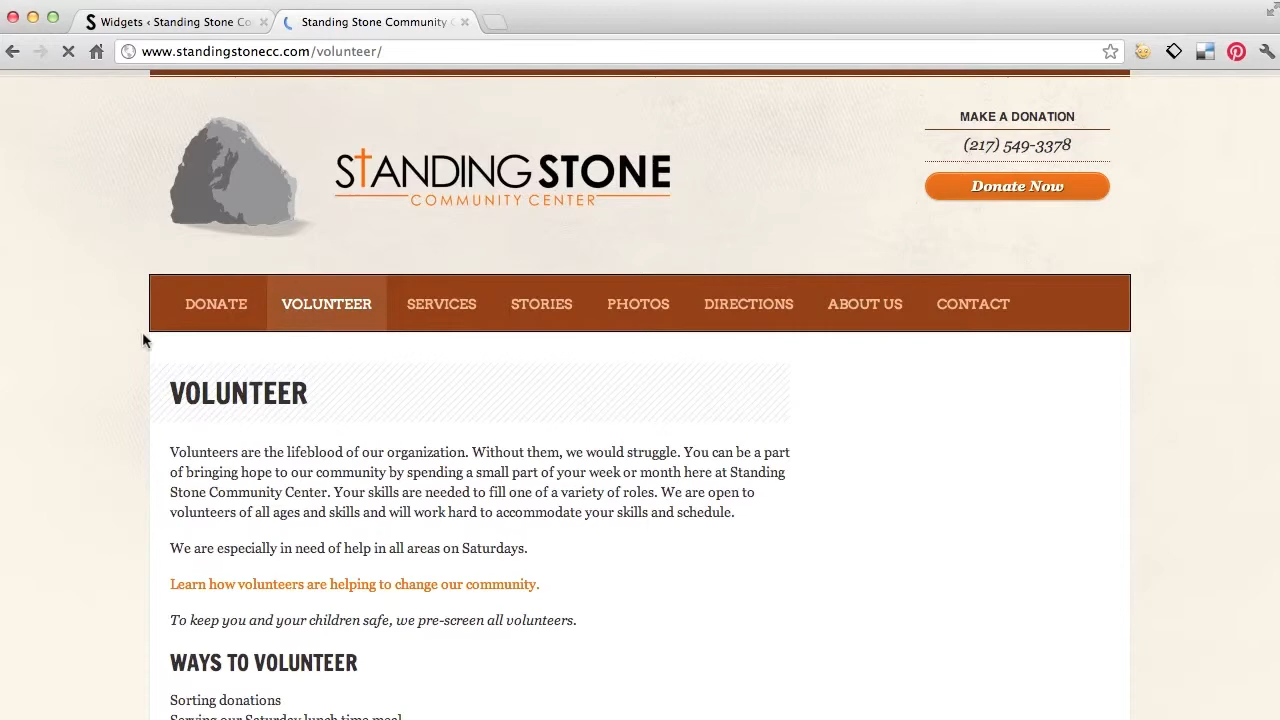 Widgets ‹ Standing Stone Co
Standing Stone Community C
www.standingstonecc.com/volunteer/
MAKE A DONATION
(217) 549-3378
Donate Now
STANDING STONE
COMMUNITY CENTER
DONATE VOLUNTEER SERVICES STORIES PHOTOS DIRECTIONS ABOUT US CONTACT
VOLUNTEER
Volunteers are the lifeblood of our organization. Without them, we would struggle. You can be a part
of bringing hope to our community by spending a small part of your week or month here at Standing
Stone Community Center. Your skills are needed to fill one of a variety of roles. We are open to
volunteers of all ages and skills and will work hard to accommodate your skills and schedule.
We are especially in need of help in all areas on Saturdays.
Learn how volunteers are helping to change our community.
To keep you and your children safe, we pre-screen all volunteers.
WAYS TO VOLUNTEER
Sorting donations
Serving our Saturday lunch time meal